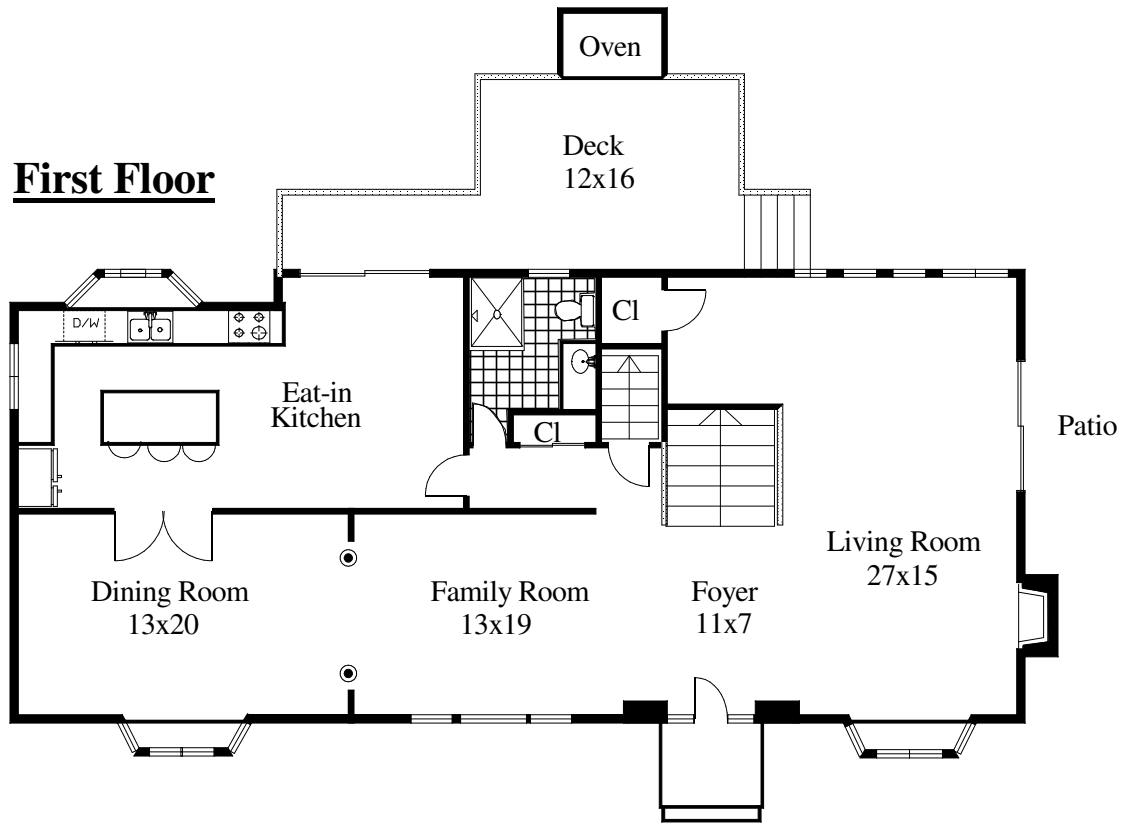 Oven
Deck
12x16
First Floor
Cl
D/W
Eat-in
Kitchen
Cl
Patio
Living Room
27x15
Dining Room
13x20
Family Room
13x19
Foyer
11x7